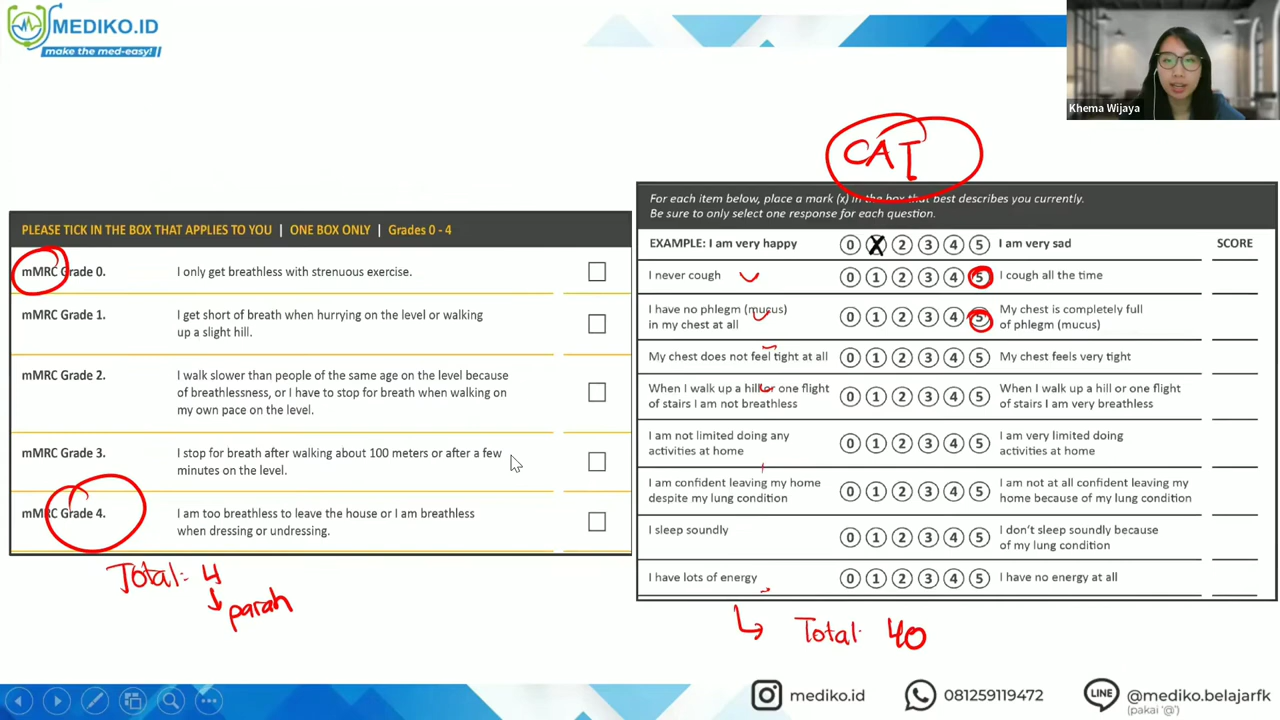 MEDIKO.ID
make the med-easy!
Khema Wijaya
CAT
PLEASE TICK IN THE BOX THAT APPLIES TO YOU | ONE BOX ONLY | Grades 0 - 4
mMRC Grade 0. I only get breathless with strenuous exercise.
mMRC Grade 1. I get short of breath when hurrying on the level or walking
up a slight hill.
mMRC Grade 2. I walk slower than people of the same age on the level because
of breathlessness, or I have to stop for breath when walking on
my own pace on the level.
mMRC Grade 3. I stop for breath after walking about 100 meters or after a few
minutes on the level.
mMRC Grade 4. I am too breathless to leave the house or I am breathless
when dressing or undressing.
Total: 4
parah
For each item below, place a mark (x) in the box that best describes you currently.
Be sure to only select one response for each question.
EXAMPLE: I am very happy 0 X 2 3 4 5 I am very sad SCORE
I never cough 0 1 2 3 4 5 I cough all the time
I have no phlegm (mucus)
in my chest at all
0 1 2 3 4 5
My chest is completely full
of phlegm (mucus)
My chest does not feel tight at all 0 1 2 3 4 5 My chest feels very tight
When I walk up a hill or one flight
of stairs I am not breathless
0 1 2 3 4 5
When I walk up a hill or one flight
of stairs I am very breathless
I am not limited doing any
activities at home
0 1 2 3 4 5
I am very limited doing
activities at home
I am confident leaving my home
despite my lung condition
0 1 2 3 4 5
I am not at all confident leaving my
home because of my lung condition
I sleep soundly 0 1 2 3 4 5
I don't sleep soundly because
of my lung condition
I have lots of energy 0 1 2 3 4 5 I have no energy at all
Total: 40
mediko.id
081259119472
LINE
@mediko.belajarfk
(pakai '@')